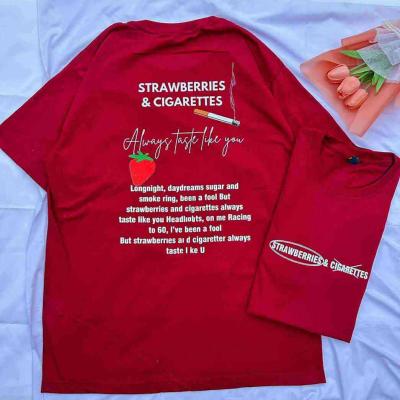 STRAWBERRIES
& CIGARETTES
Always taste like you
Longnight, daydreams sugar and
smoke ring, been a fool But
strawberries and cigarettes always
taste like you Headlights, on me Racing
to 60, I've been a fool
But strawberries and cigaretter always
taste l ke U
STRAWBERRIES & CIGARETTES